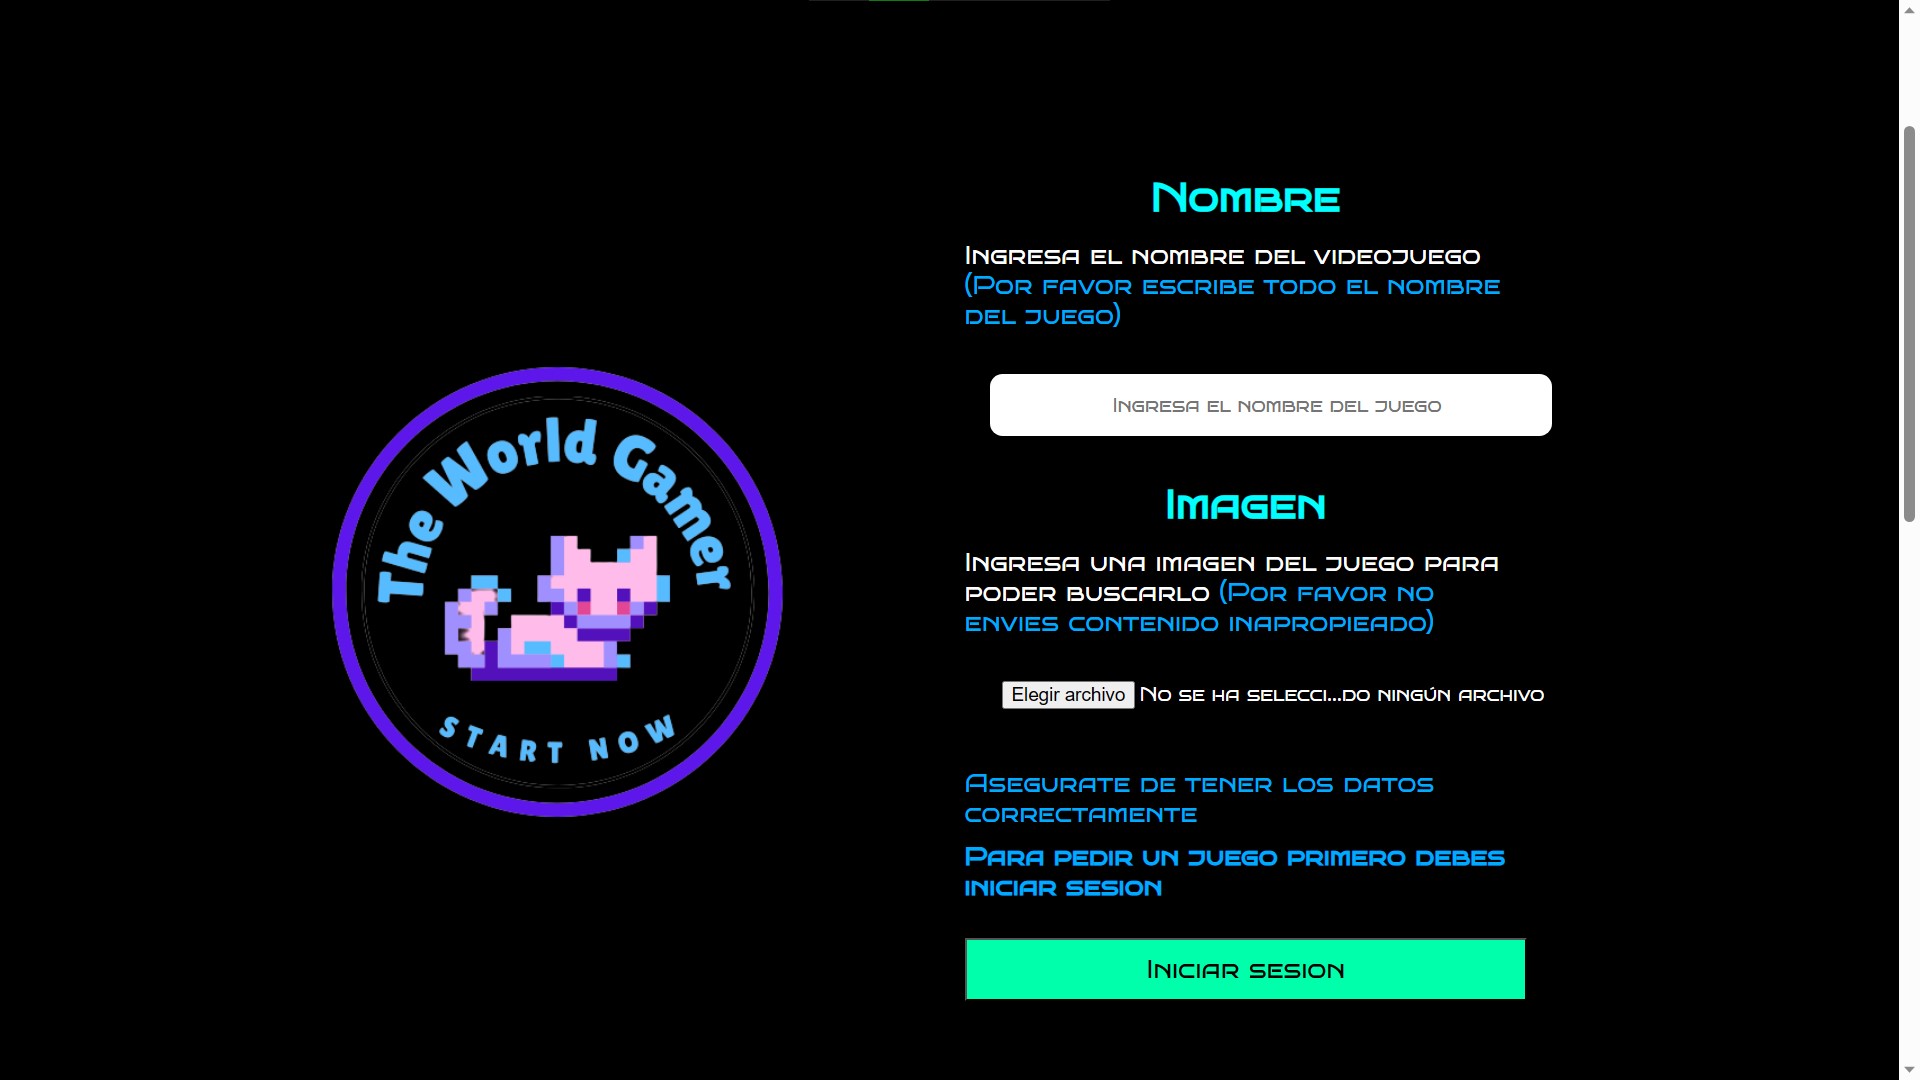 The World Gamer
START NOW
Nombre
Ingresa el nombre del videojuego
(Por favor escribe todo el nombre
del juego)
Ingresa el nombre del juego
Imagen
Ingresa una imagen del juego para
poder buscarlo (Por favor no
envies contenido inapropieado)
Elegir archivo No se ha selecci...do ningún archivo
Asegurate de tener los datos
correctamente
Para pedir un juego primero debes
iniciar sesion
Iniciar sesion